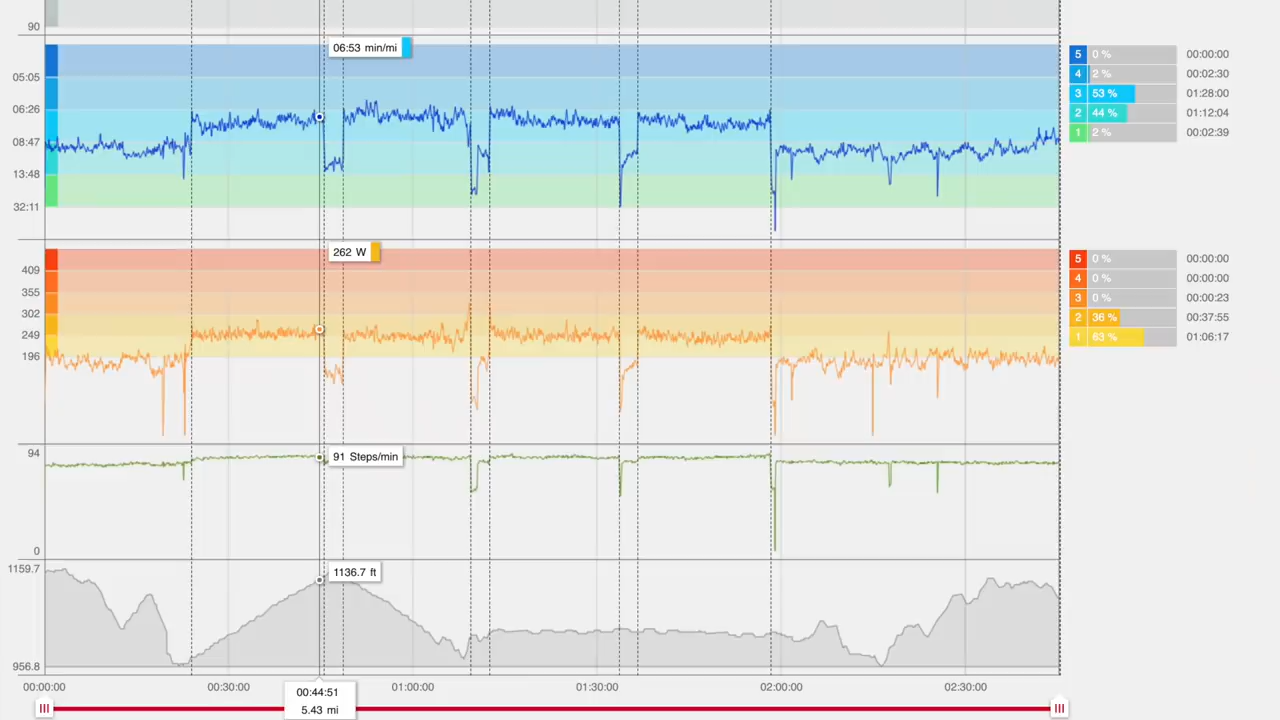 90
06:53 min/mi
05:05
06:26
08:47
13:48
32:11
5 0 % 00:00:00
4 2 % 00:02:30
3 53 % 01:28:00
2 44 % 01:12:04
1 2 % 00:02:39
262 W
409
355
302
249
196
5 0 % 00:00:00
4 0 % 00:00:00
3 0 % 00:00:23
2 36 % 00:37:55
1 63 % 01:06:17
94
91 Steps/min
0
1159.7
1136.7 ft
956.8
00:00:00 00:30:00 01:00:00 01:30:00 02:00:00 02:30:00
00:44:51
5.43 mi